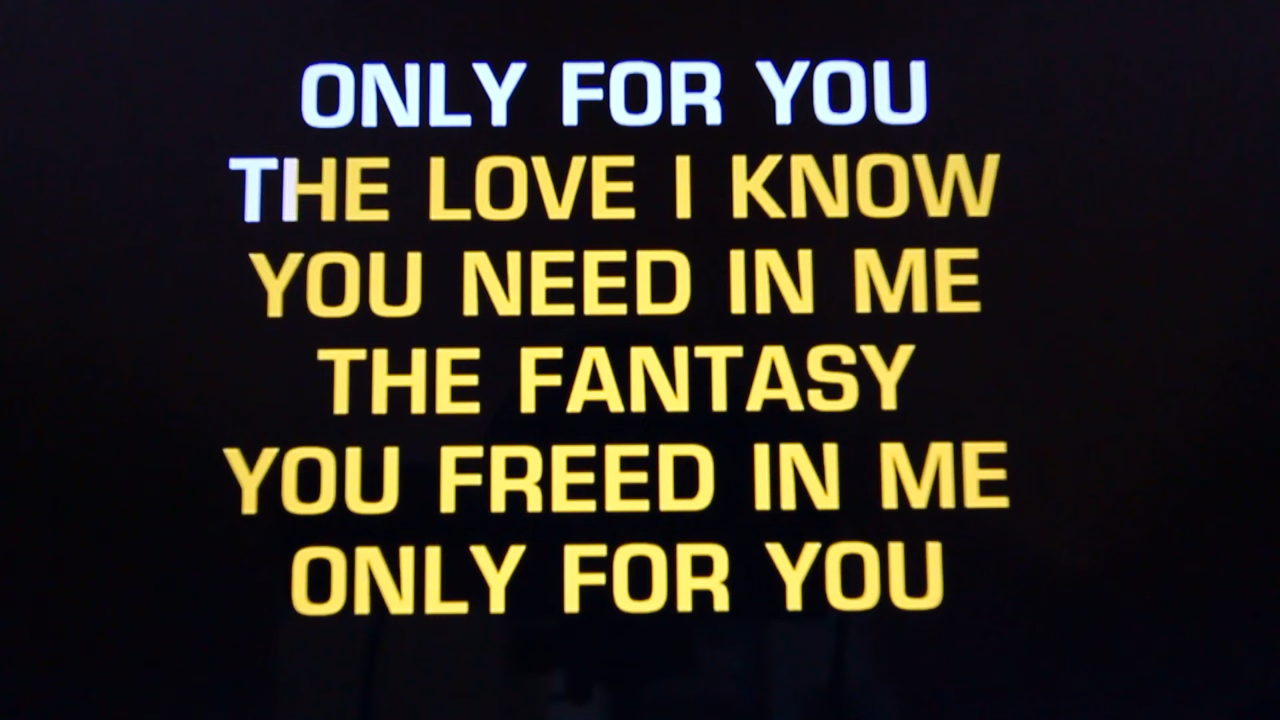 ONLY FOR YOU
THE LOVE I KNOW
YOU NEED IN ME
THE FANTASY
YOU FREED IN ME
ONLY FOR YOU